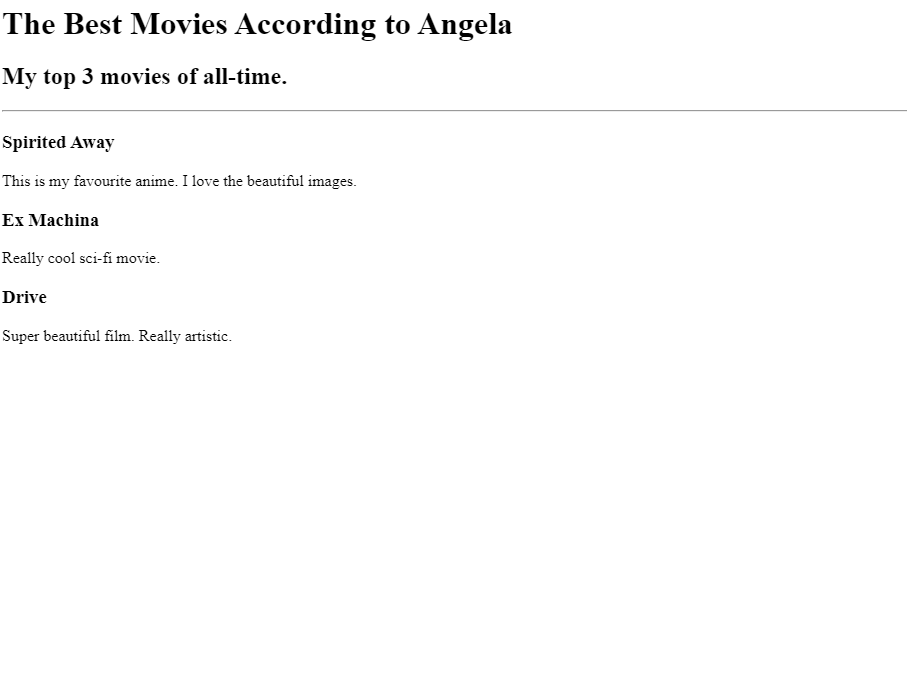 The Best Movies According to Angela
My top 3 movies of all-time.
Spirited Away
This is my favourite anime. I love the beautiful images.
Ex Machina
Really cool sci-fi movie.
Drive
Super beautiful film. Really artistic.